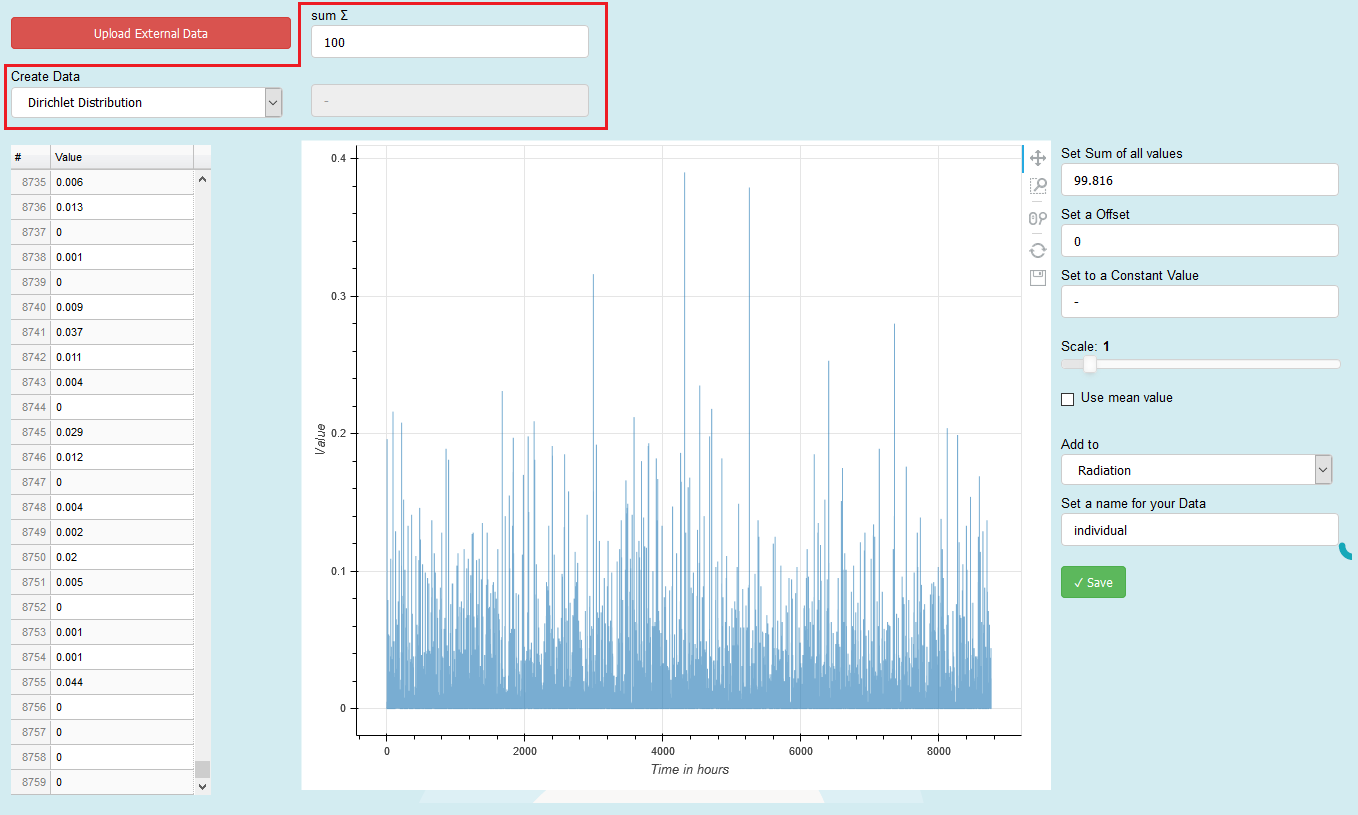 Upload External Data
sum Σ
100
Create Data
Dirichlet Distribution
-
# Value
8735 0.006
8736 0.013
8737 0
8738 0.001
8739 0
8740 0.009
8741 0.037
8742 0.011
8743 0.004
8744 0
8745 0.029
8746 0.012
8747 0
8748 0.004
8749 0.002
8750 0.02
8751 0.005
8752 0
8753 0.001
8754 0.001
8755 0.044
8756 0
8757 0
8758 0
8759 0
0.4
0.3
0.2
0.1
0
Value
0 2000 4000 6000 8000
Time in hours
Set Sum of all values
99.816
Set a Offset
0
Set to a Constant Value
-
Scale: 1
Use mean value
Add to
Radiation
Set a name for your Data
individual
✓ Save